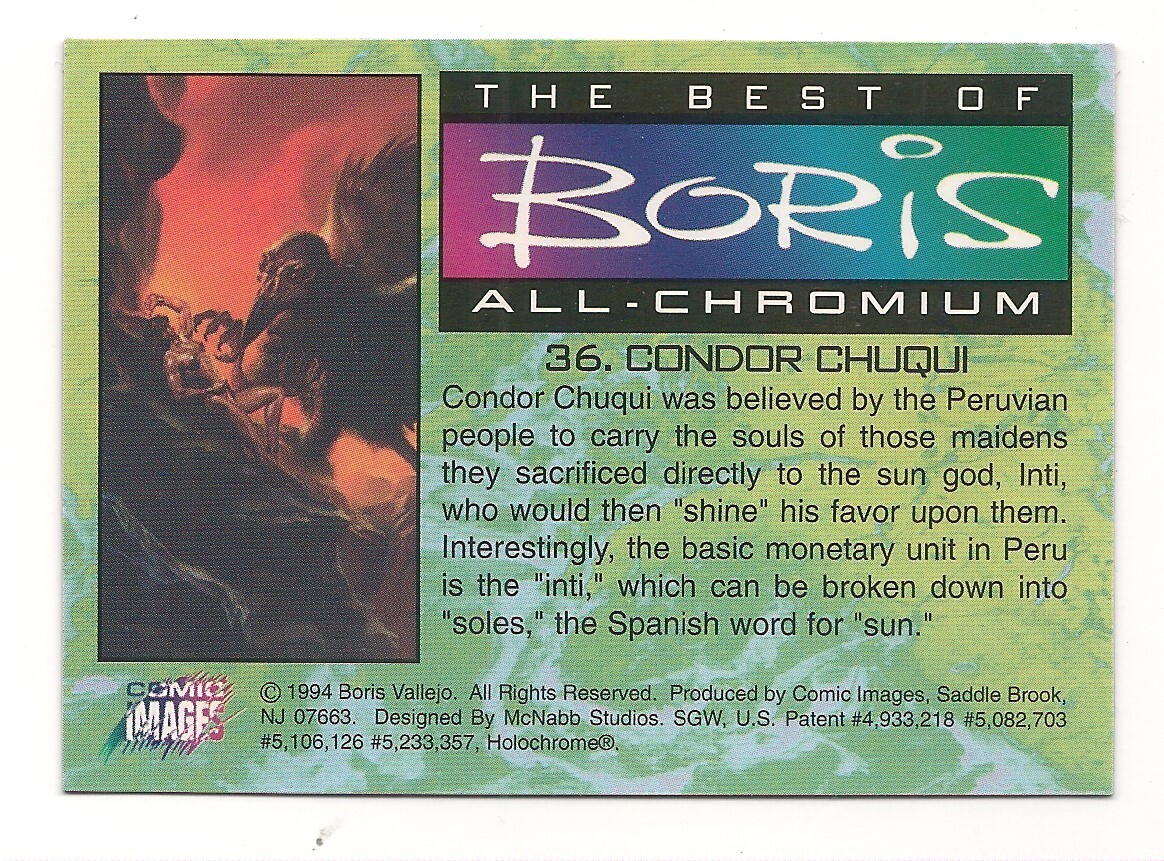 THE BEST OF
BORIS
ALL-CHROMIUM
36. CONDOR CHUQUI
Condor Chuqui was believed by the Peruvian
people to carry the souls of those maidens
they sacrificed directly to the sun god, Inti,
who would then "shine" his favor upon them.
Interestingly, the basic monetary unit in Peru
is the "inti," which can be broken down into
"soles," the Spanish word for "sun."
COMIC
IMAGES
© 1994 Boris Vallejo. All Rights Reserved. Produced by Comic Images, Saddle Brook,
NJ 07663. Designed By McNabb Studios. SGW, U.S. Patent #4,933,218 #5,082,703
#5,106,126 #5,233,357, Holochrome®.